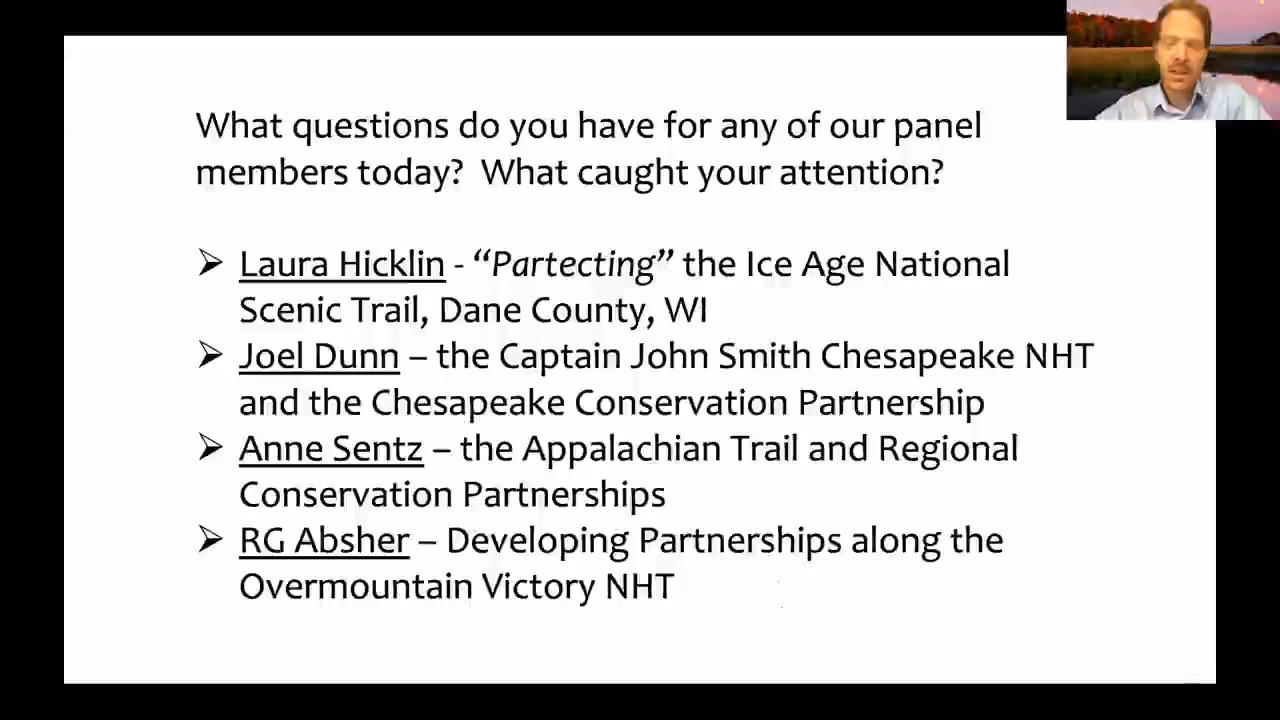 What questions do you have for any of our panel
members today?  What caught your attention?
➢ Laura Hicklin - “Partecting” the Ice Age National
Scenic Trail, Dane County, WI
➢ Joel Dunn – the Captain John Smith Chesapeake NHT
and the Chesapeake Conservation Partnership
➢ Anne Sentz – the Appalachian Trail and Regional
Conservation Partnerships
➢ RG Absher – Developing Partnerships along the
Overmountain Victory NHT